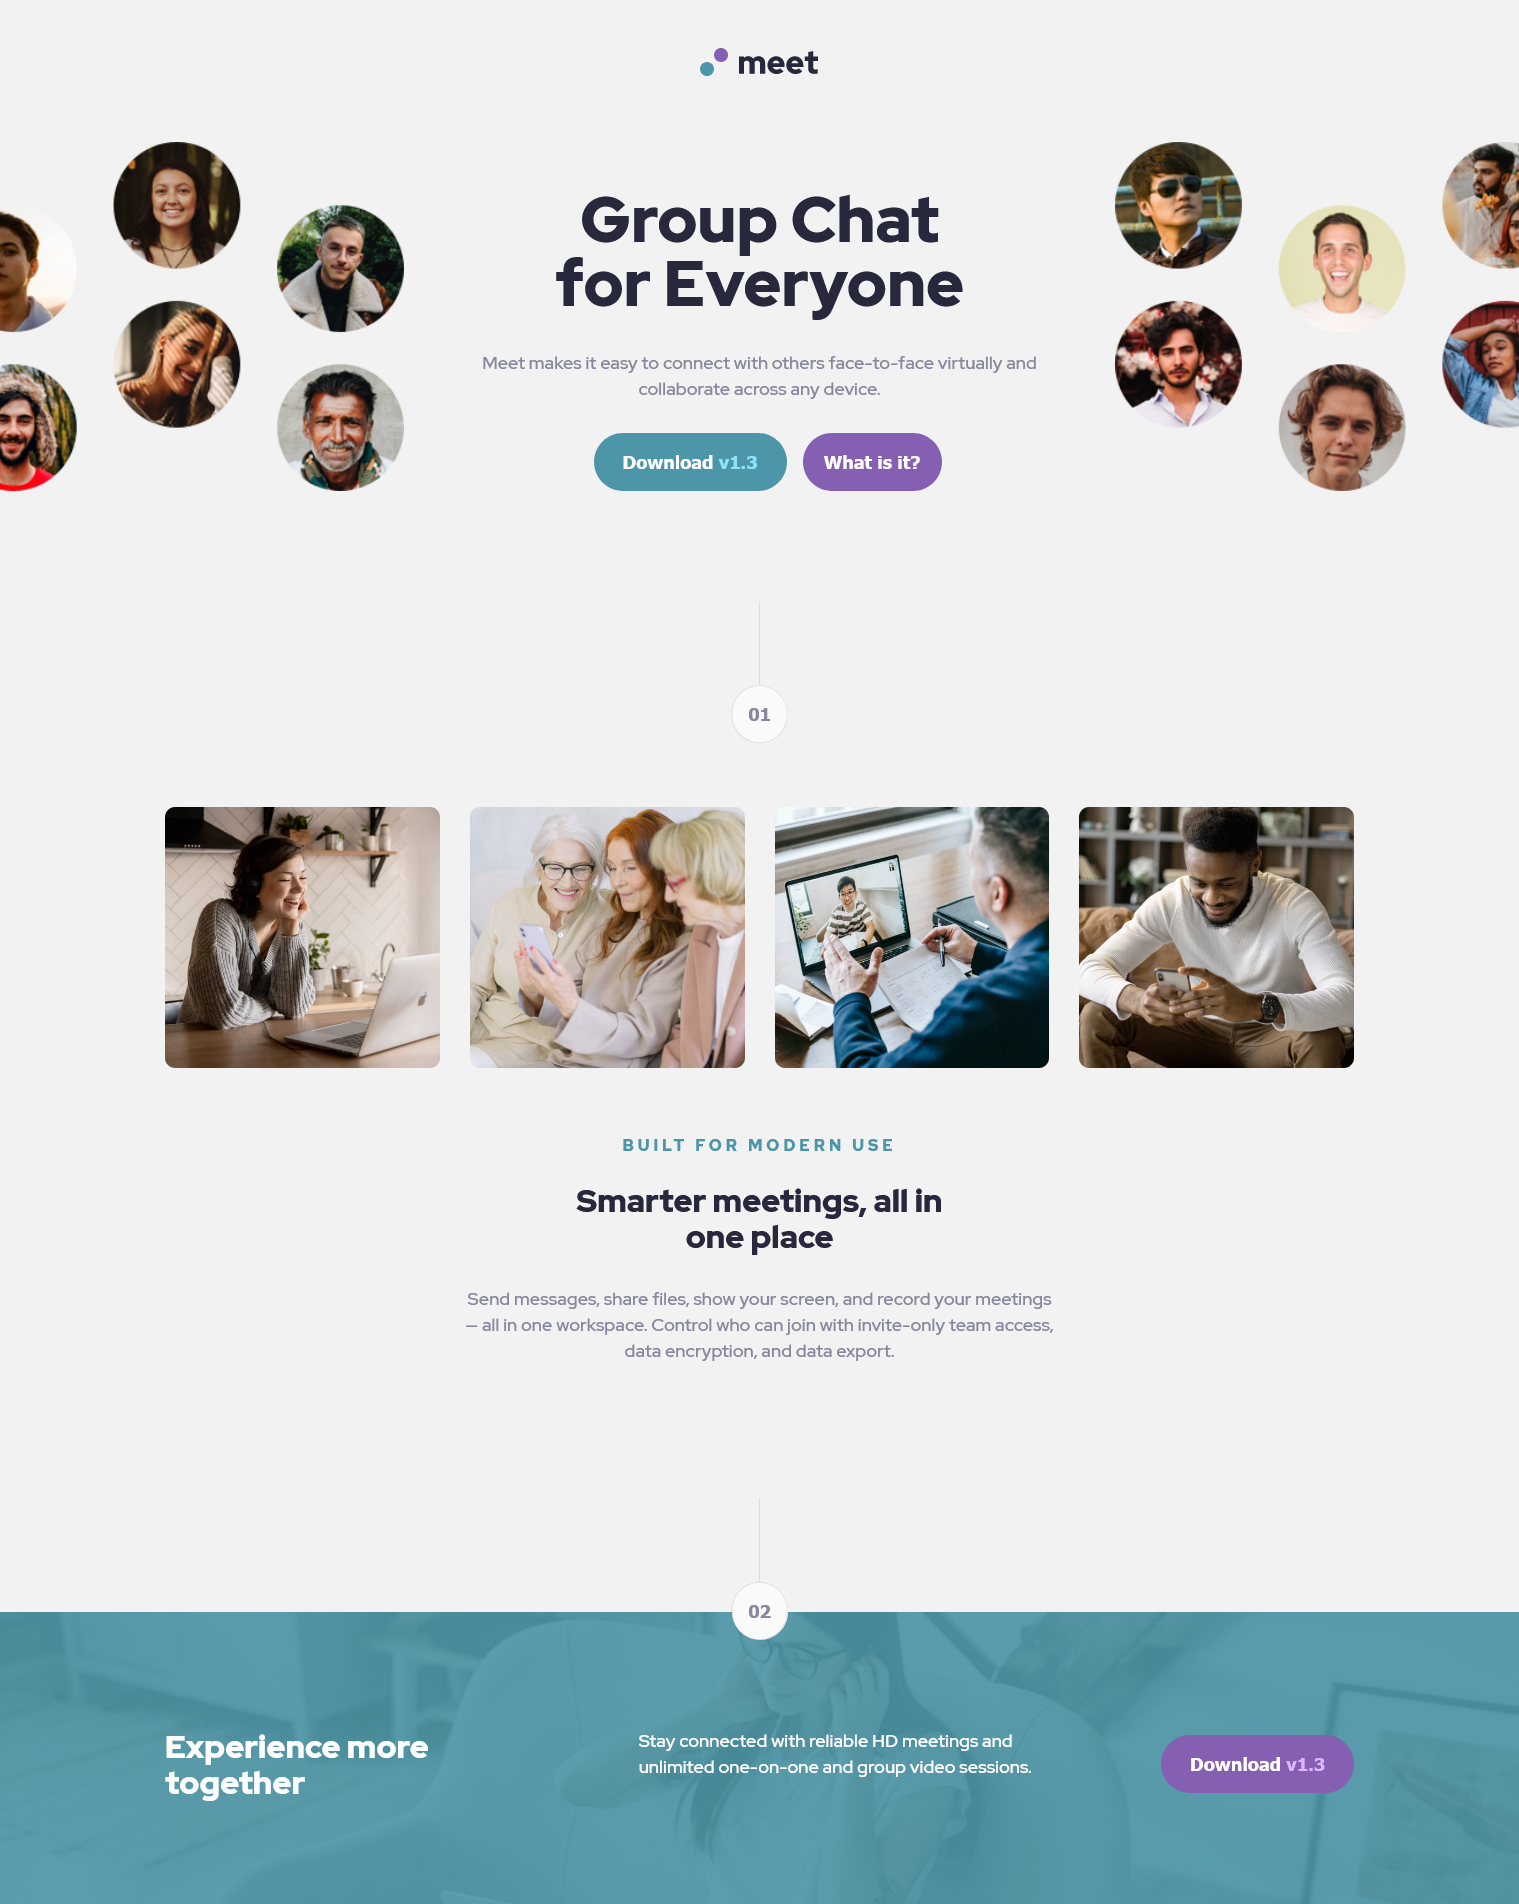 meet
Group Chat
for Everyone
Meet makes it easy to connect with others face-to-face virtually and
collaborate across any device.
Download v1.3
What is it?
01
BUILT FOR MODERN USE
Smarter meetings, all in
one place
Send messages, share files, show your screen, and record your meetings
— all in one workspace. Control who can join with invite-only team access,
data encryption, and data export.
02
Experience more
together
Stay connected with reliable HD meetings and
unlimited one-on-one and group video sessions.
Download v1.3